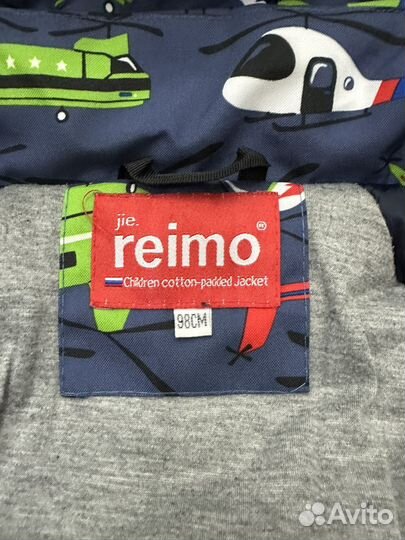 jie.
reimo®
Children cotton-padded Jacket
98CM
Avito